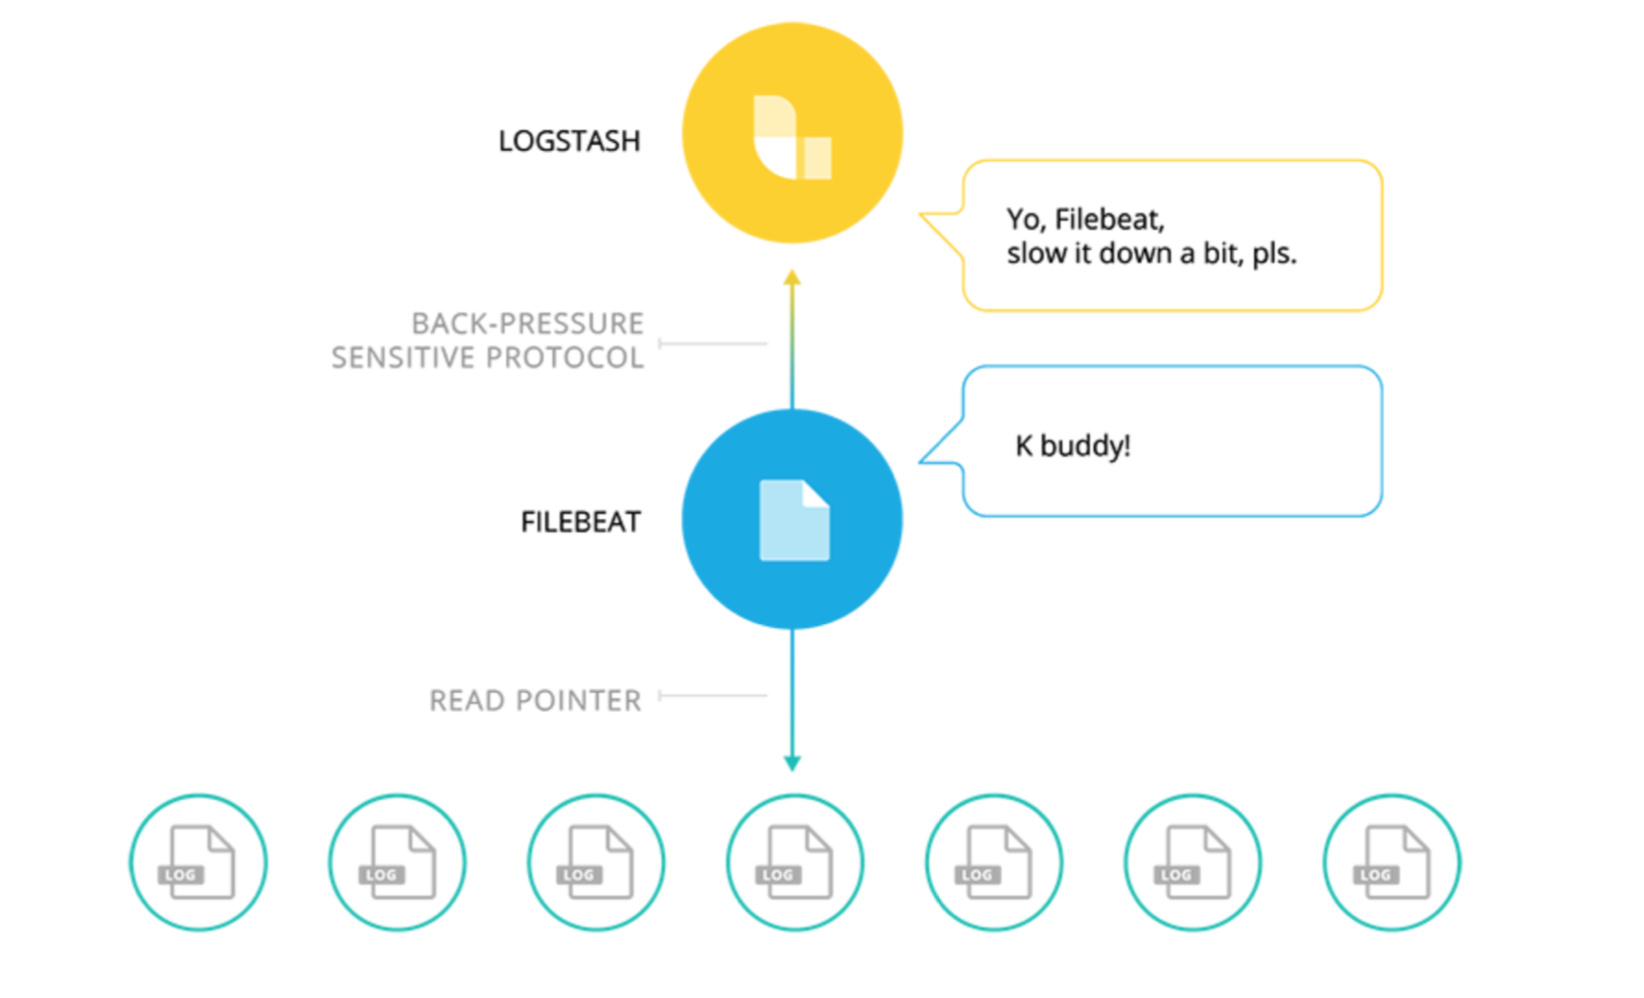 LOGSTASH
Yo, Filebeat,
slow it down a bit, pls.
BACK-PRESSURE
SENSITIVE PROTOCOL
K buddy!
FILEBEAT
READ POINTER
LOG
LOG
LOG
LOG
LOG
LOG
LOG